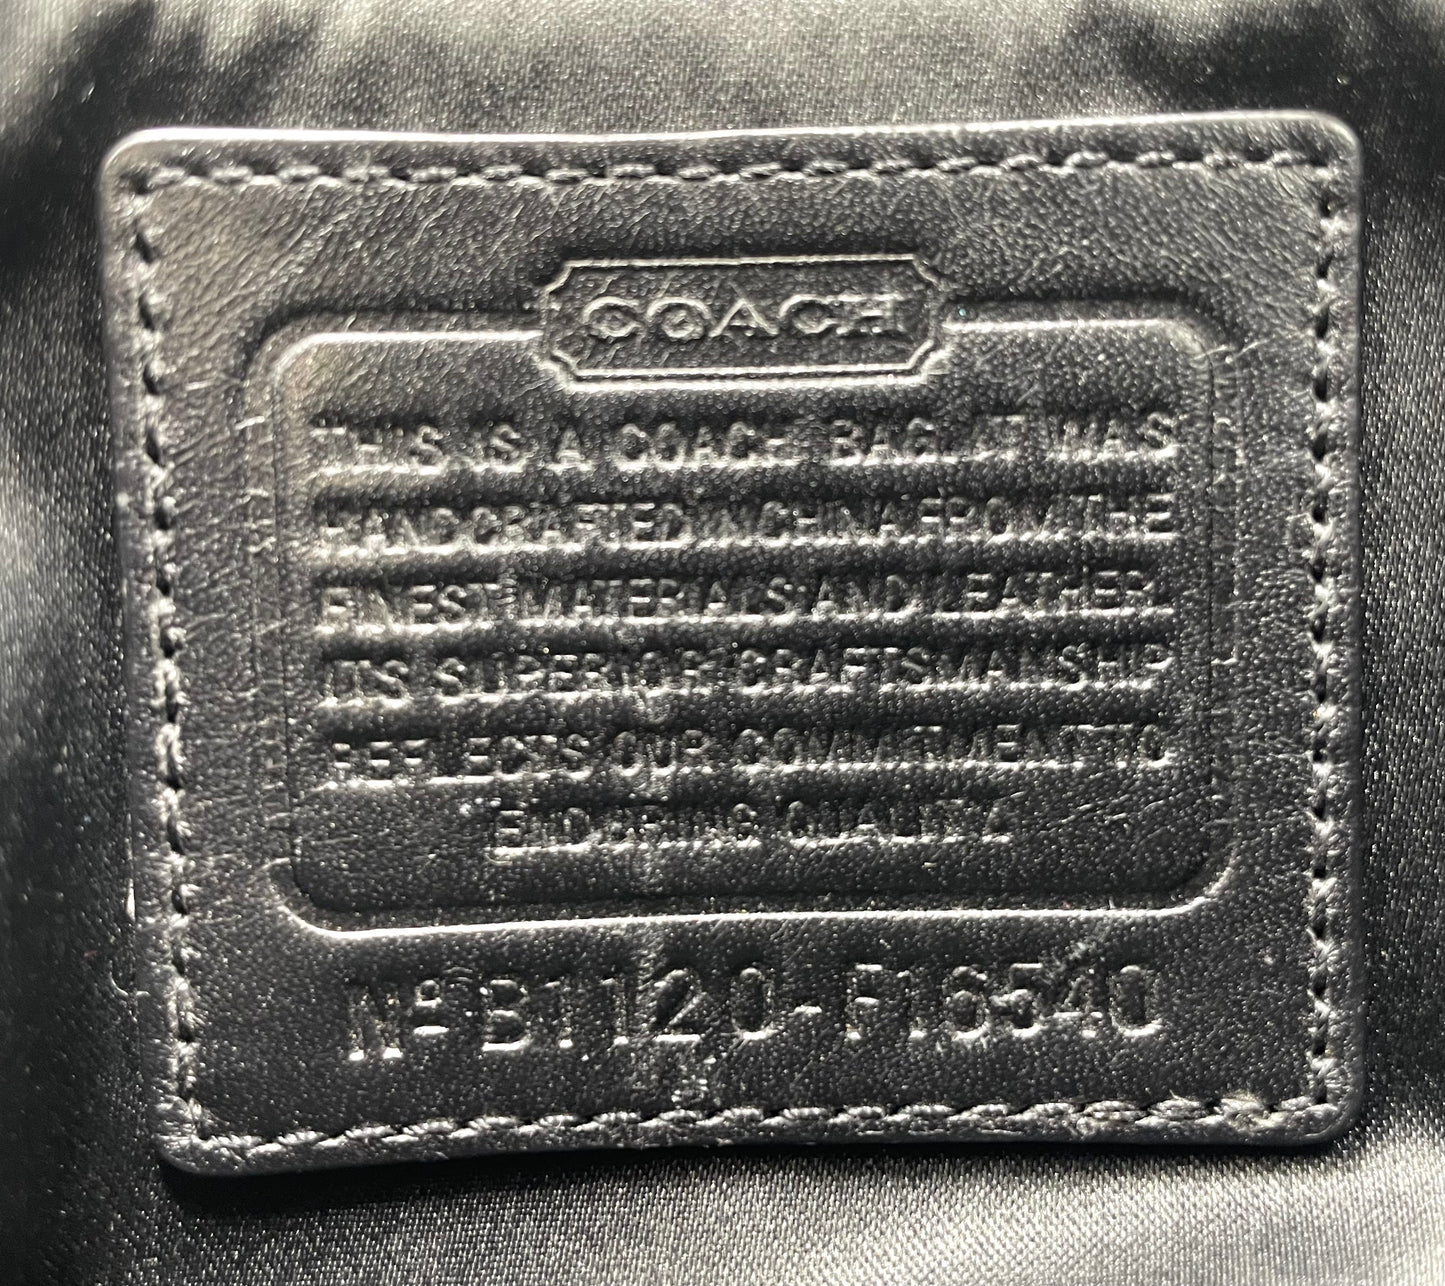 COACH
THIS IS A COACH BAG. IT WAS
HANDCRAFTED IN CHINA FROM THE
FINEST MATERIALS AND LEATHER.
ITS SUPERIOR CRAFTSMANSHIP
REFLECTS OUR COMMITMENT TO
ENDURING QUALITY.
Nº B1120-F16540